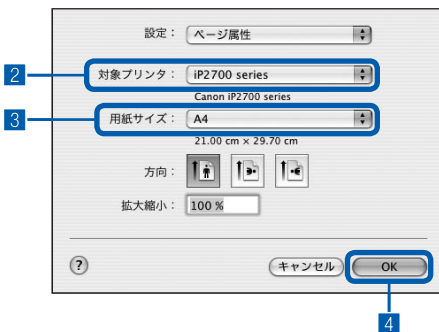 設定： ページ属性
2 対象プリンタ： iP2700 series
Canon iP2700 series
3 用紙サイズ： A4
21.00 cm × 29.70 cm
方向：
拡大縮小： 100 %
? キャンセル OK
4